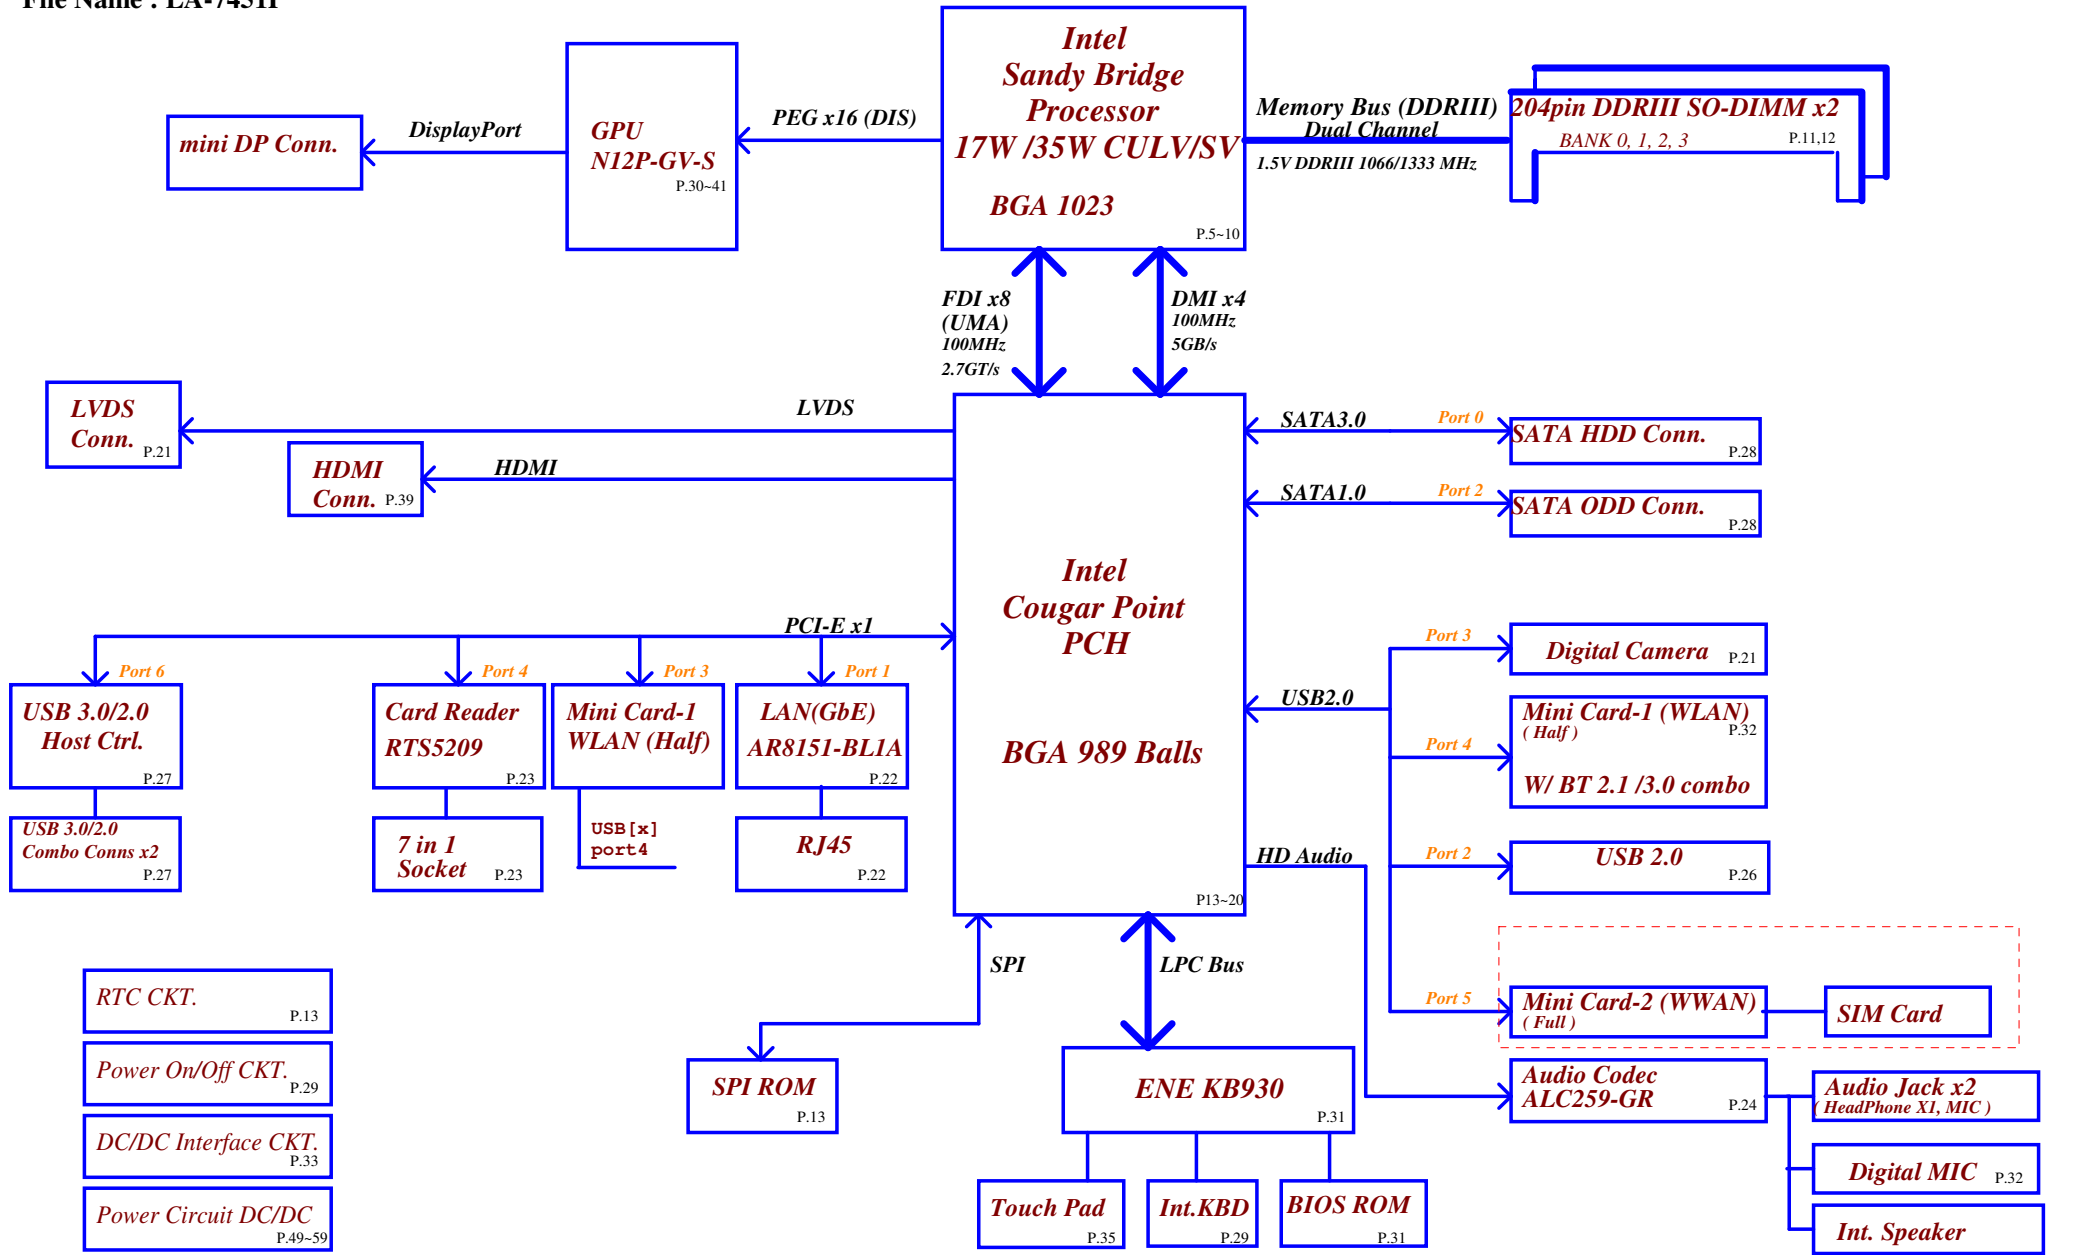 File Name : LA-7451P
Intel
Sandy Bridge
Processor
17W /35W CULV/SV
BGA 1023
P.5~10
mini DP Conn.
DisplayPort
GPU
N12P-GV-S
P.30~41
PEG x16 (DIS)
Memory Bus (DDRIII)
Dual Channel
1.5V DDRIII 1066/1333 MHz
204pin DDRIII SO-DIMM x2
BANK 0, 1, 2, 3
P.11,12
FDI x8
(UMA)
100MHz
2.7GT/s
DMI x4
100MHz
5GB/s
LVDS
Conn.
P.21
LVDS
HDMI
Conn.
P.39
HDMI
SATA3.0
Port 0
SATA HDD Conn.
P.28
SATA1.0
Port 2
SATA ODD Conn.
P.28
Intel
Cougar Point
PCH
BGA 989 Balls
P13~20
PCI-E x1
Port 6
USB 3.0/2.0
Host Ctrl.
P.27
USB 3.0/2.0
Combo Conns x2
P.27
Port 4
Card Reader
RTS5209
P.23
7 in 1
Socket
P.23
Port 3
Mini Card-1
WLAN (Half)
USB[x]
port4
Port 1
LAN(GbE)
AR8151-BL1A
P.22
RJ45
P.22
USB2.0
Port 3
Digital Camera
P.21
Port 4
Mini Card-1 (WLAN)
( Half )
P.32
W/ BT 2.1 /3.0 combo
Port 2
USB 2.0
P.26
Port 5
Mini Card-2 (WWAN)
( Full )
SIM Card
HD Audio
Audio Codec
ALC259-GR
P.24
Audio Jack x2
( HeadPhone X1, MIC )
Digital MIC
P.32
Int. Speaker
SPI
SPI ROM
P.13
LPC Bus
ENE KB930
P.31
Touch Pad
P.35
Int.KBD
P.29
BIOS ROM
P.31
RTC CKT.
P.13
Power On/Off CKT.
P.29
DC/DC Interface CKT.
P.33
Power Circuit DC/DC
P.49~59